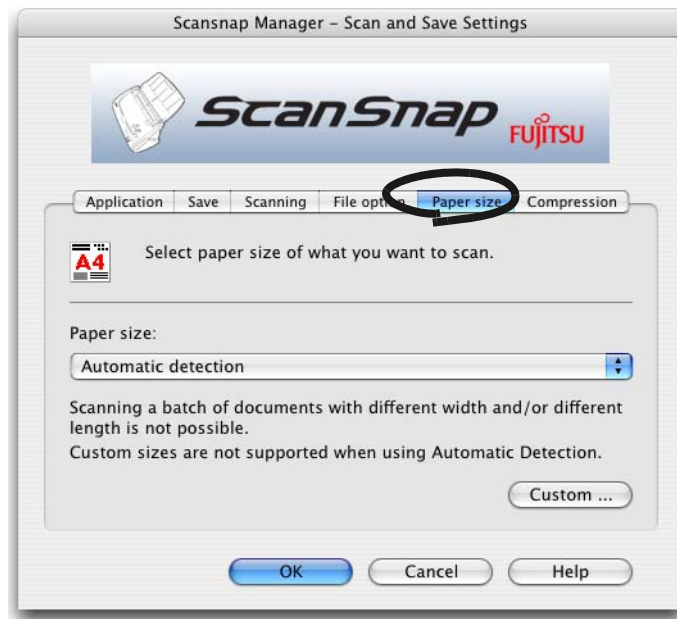 Scansnap Manager – Scan and Save Settings
ScanSnap
FUJITSU
Application Save Scanning File option Paper size Compression
A4
Select paper size of what you want to scan.
Paper size:
Automatic detection
Scanning a batch of documents with different width and/or different
length is not possible.
Custom sizes are not supported when using Automatic Detection.
Custom ...
OK Cancel Help